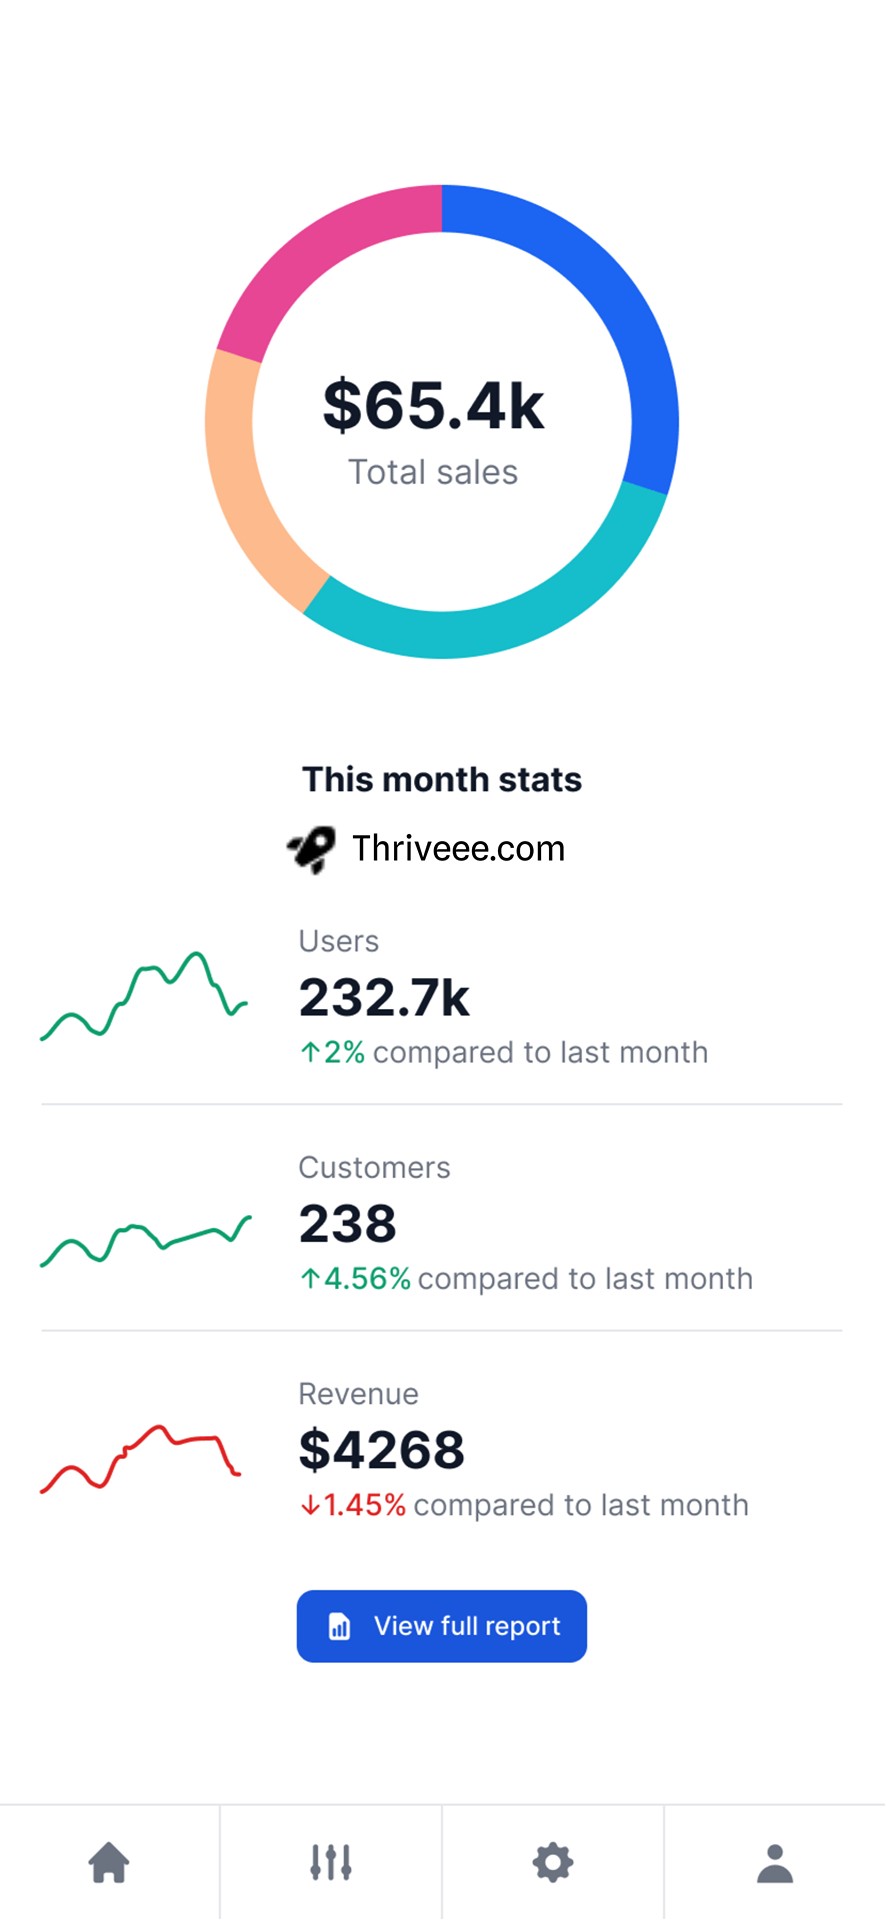 $65.4k
Total sales
This month stats
Thriveee.com
Users
232.7k
↑2% compared to last month
Customers
238
↑4.56% compared to last month
Revenue
$4268
↓1.45% compared to last month
View full report